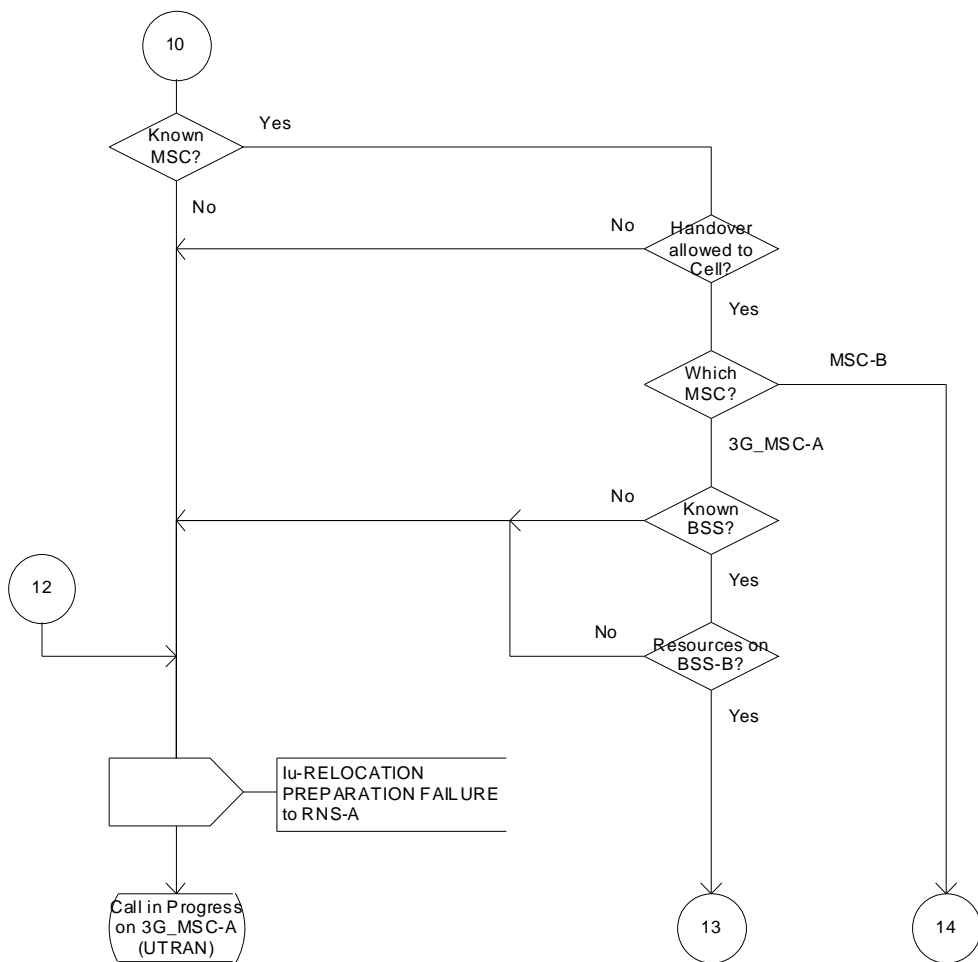 10
Known
MSC?
Yes
No
No
Handover
allowed to
Cell?
Yes
Which
MSC?
MSC-B
3G_MSC-A
No
Known
BSS?
12
Yes
No
Resources on
BSS-B?
Yes
Iu-RELOCATION
PREPARATION FAILURE
to RNS-A
Call in Progress
on 3G_MSC-A
(UTRAN)
13
14